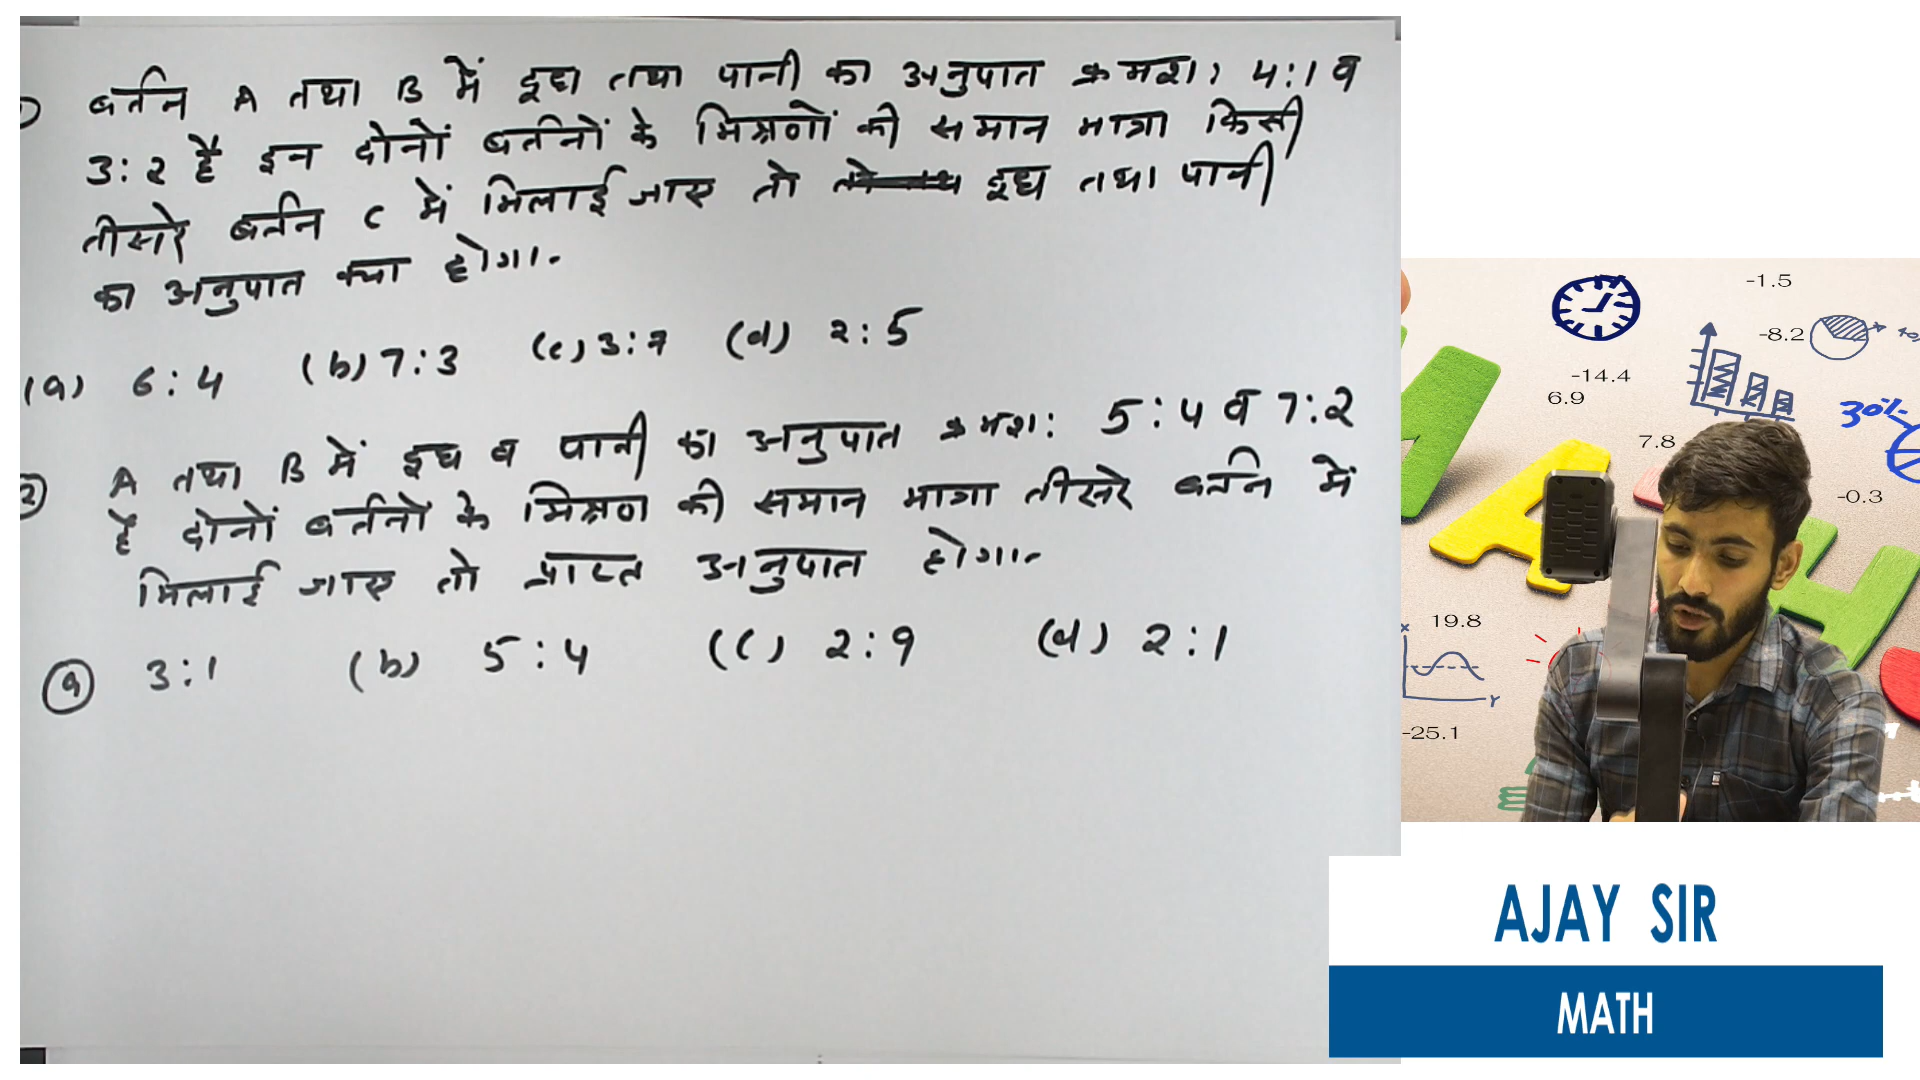 बर्तन A तथा B में दूध तथा पानी का अनुपात क्रमशः 4:1 व
3:2 है इन दोनों बर्तनों के मिश्रणों की समान मात्रा किसी
तीसरे बर्तन C में मिलाई जाए तो दूध तथा पानी
का अनुपात क्या होगा.
(a) 6:4 (b) 7:3 (c) 3:7 (d) 2:5
2) A तथा B में दूध व पानी का अनुपात क्रमश: 5:4 व 7:2
है दोनों बर्तनों के मिश्रण की समान मात्रा तीसरे बर्तन में
मिलाई जाए तो प्राप्त अनुपात होगा.
(a) 3:1 (b) 5:4 (c) 2:9 (d) 2:1
-1.5
-8.2
-14.4
6.9
30%
7.8
-0.3
19.8
x
Y
-25.1
AJAY SIR
MATH